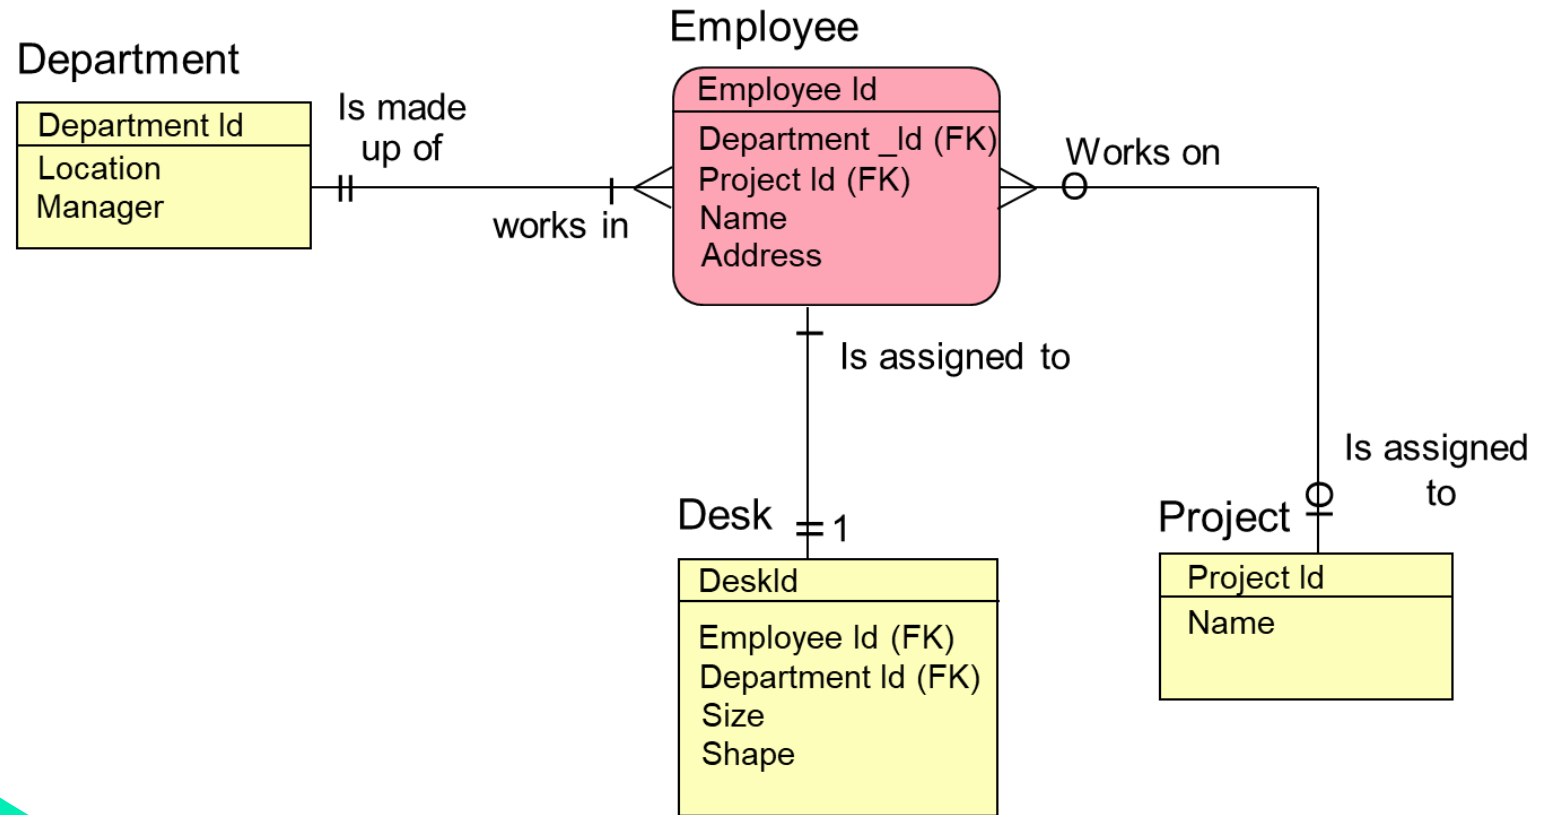 Department
Department Id
Location
Manager
Is made
up of
works in
Employee
Employee Id
Department _Id (FK)
Project Id (FK)
Name
Address
Works on
Is assigned to
Is assigned
to
Desk
1
DeskId
Employee Id (FK)
Department Id (FK)
Size
Shape
Project
Project Id
Name